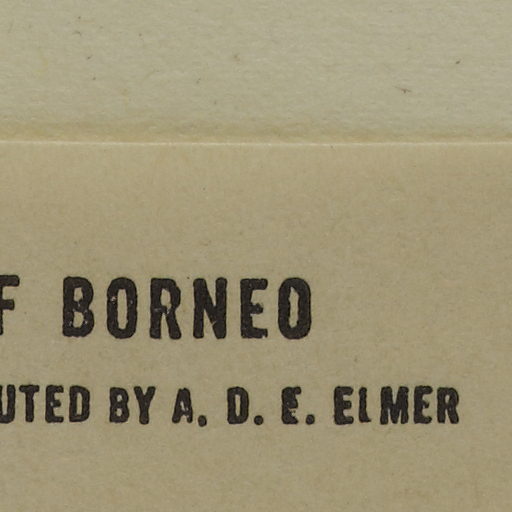 F BORNEO
UTED BY A. D. E. ELMER